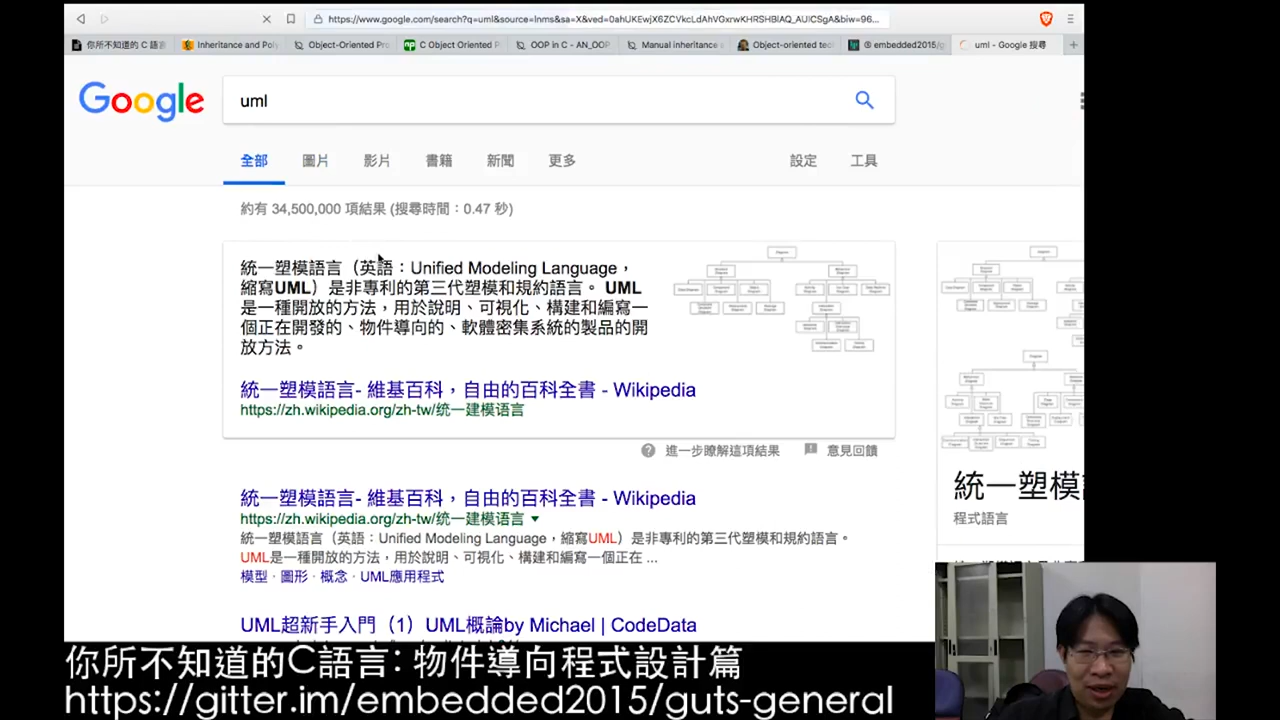 https://www.google.com/search?q=uml&source=lnms&sa=X&ved=0ahUKEwjX6ZCVkcLdAhVGxrwKHRSHBlAQ_AUICSgA&biw=96...
你所不知道的 C 語言
Inheritance and Poly
Object-Oriented Pro
C Object Oriented P
OOP in C - AN_OOP
Manual inheritance
Object-oriented tec
embedded2015/g
uml - Google 搜尋
Google
uml
全部 圖片 影片 書籍 新聞 更多 設定 工具
約有 34,500,000 項結果 (搜尋時間：0.47 秒)
統一塑模語言（英語：Unified Modeling Language，
縮寫UML）是非專利的第三代塑模和規約語言。 UML
是一種開放的方法，用於說明、可視化、構建和編寫一
個正在開發的、物件導向的、軟體密集系統的製品的開
放方法。
統一塑模語言- 維基百科，自由的百科全書 - Wikipedia
https://zh.wikipedia.org/zh-tw/统一建模语言
進一步瞭解這項結果 意見回饋
統一塑模語言- 維基百科，自由的百科全書 - Wikipedia
https://zh.wikipedia.org/zh-tw/统一建模语言
統一塑模語言（英語：Unified Modeling Language，縮寫UML）是非專利的第三代塑模和規約語言。
UML是一種開放的方法，用於說明、可視化、構建和編寫一個正在 ...
模型 · 圖形 · 概念 · UML應用程式
UML超新手入門（1）UML概論by Michael | CodeData
統一塑模
程式語言
你所不知道的C語言: 物件導向程式設計篇
https://gitter.im/embedded2015/guts-general